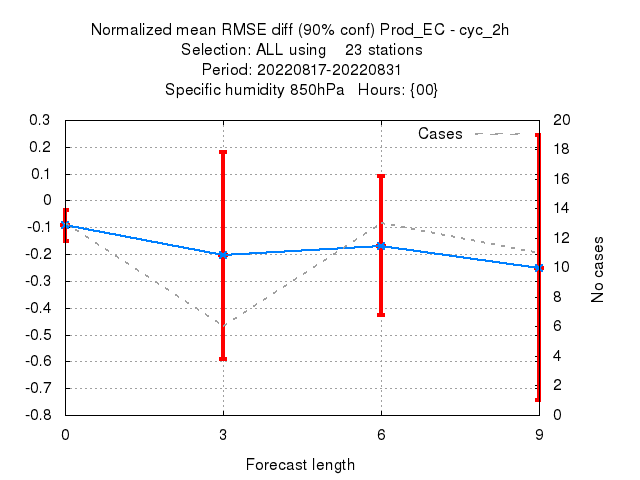 Normalized mean RMSE diff (90% conf) Prod_EC - cyc_2h
Selection: ALL using    23 stations
Period: 20220817-20220831
Specific humidity 850hPa   Hours: {00}
Cases
0.3
0.2
0.1
0
-0.1
-0.2
-0.3
-0.4
-0.5
-0.6
-0.7
-0.8
20
18
16
14
12
10
8
6
4
2
0
No cases
0 3 6 9
Forecast length